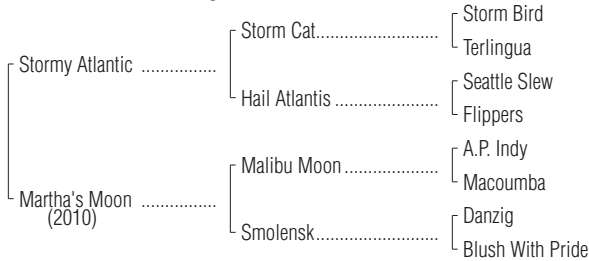 Storm Bird
Storm Cat........................
Terlingua
Stormy Atlantic ...............
Seattle Slew
Hail Atlantis .....................
Flippers
A.P. Indy
Malibu Moon ...................
Macoumba
Martha's Moon ...............
(2010)
Danzig
Smolensk........................
Blush With Pride